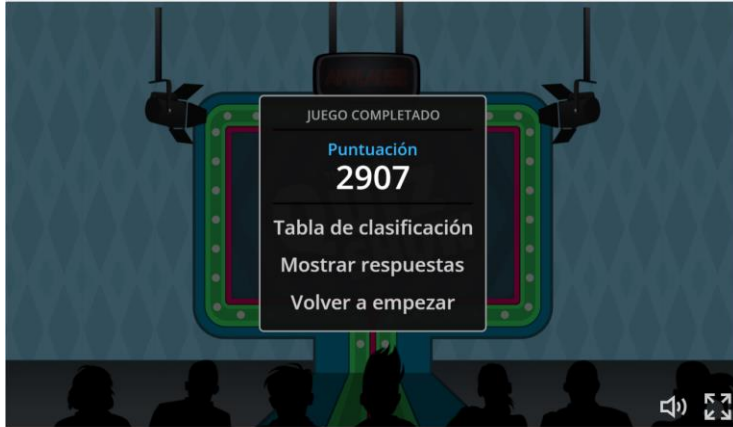 JUEGO COMPLETADO
Puntuación
2907
Tabla de clasificación
Mostrar respuestas
Volver a empezar